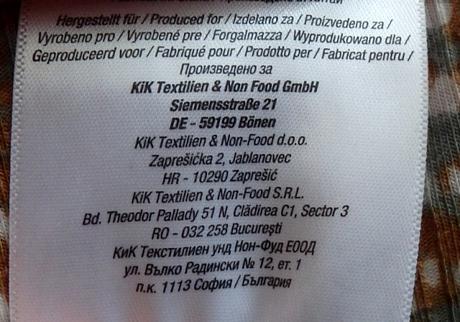 Hergestellt für / Produced for / Izdelano za / Proizvedeno za /
Vyrobeno pro / Vyrobené pre / Forgalmazza / Wyprodukowano dla /
Geproduceerd voor / Fabriqué pour / Prodotto per / Fabricat pentru /
Произведено за
KiK Textilien & Non Food GmbH
Siemensstraße 21
DE - 59199 Bönen
KiK Textilien & Non-Food d.o.o.
Zaprešićka 2, Jablanovec
HR - 10290 Zaprešić
KiK Textilien & Non-Food S.R.L.
Bd. Theodor Pallady 51 N, Clădirea C1, Sector 3
RO - 032 258 Bucureşti
КиК Текстилиен унд Нон-Фуд ЕООД
ул. Вълко Радински № 12, ет. 1
п.к. 1113 София / България